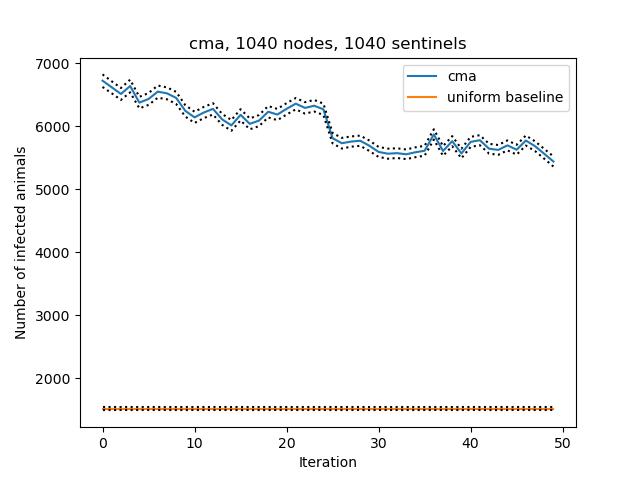 cma, 1040 nodes, 1040 sentinels
cma
uniform baseline
Number of infected animals
7000
6000
5000
4000
3000
2000
0
10
20
30
40
50
Iteration